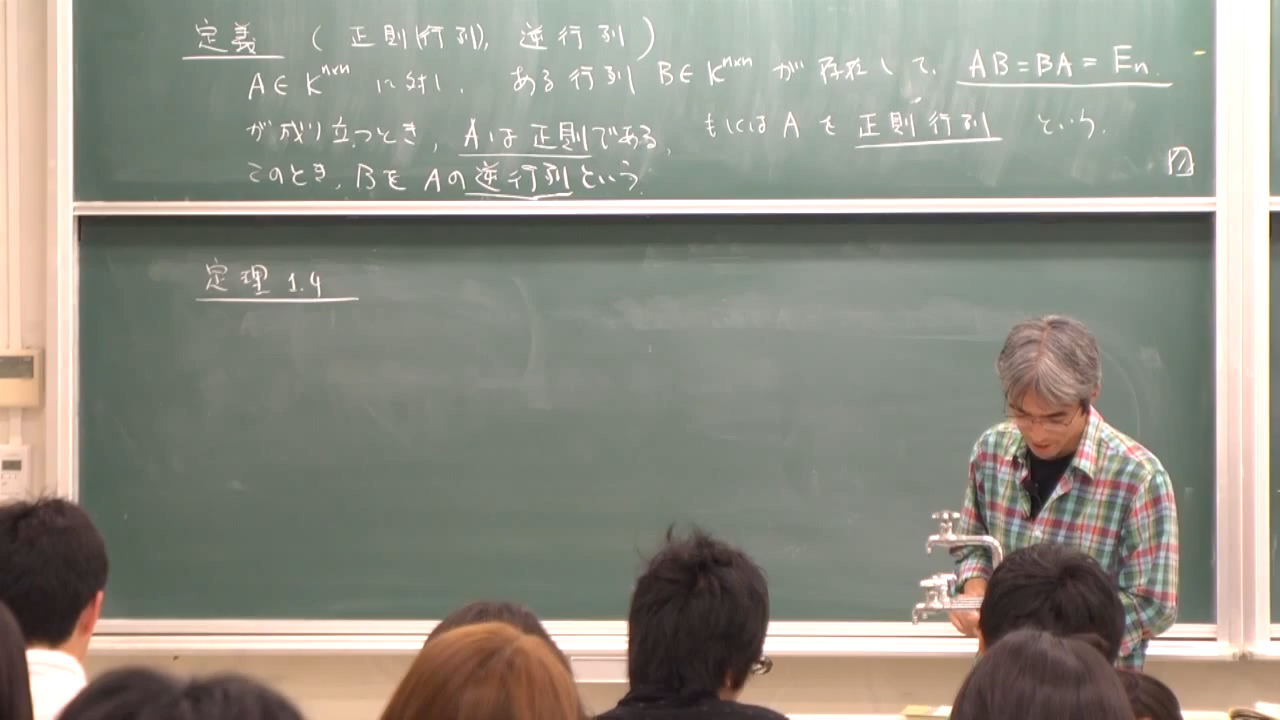 定義 ( 正則(行列), 逆行列 )
A ∈ K^{n×n} に対し, ある行列 B ∈ K^{n×n} が存在して, AB = BA = En
が成り立つとき, Aは正則である, もしくは A を 正則行列 という.
このとき, Bを Aの逆行列という.
定理 1.4